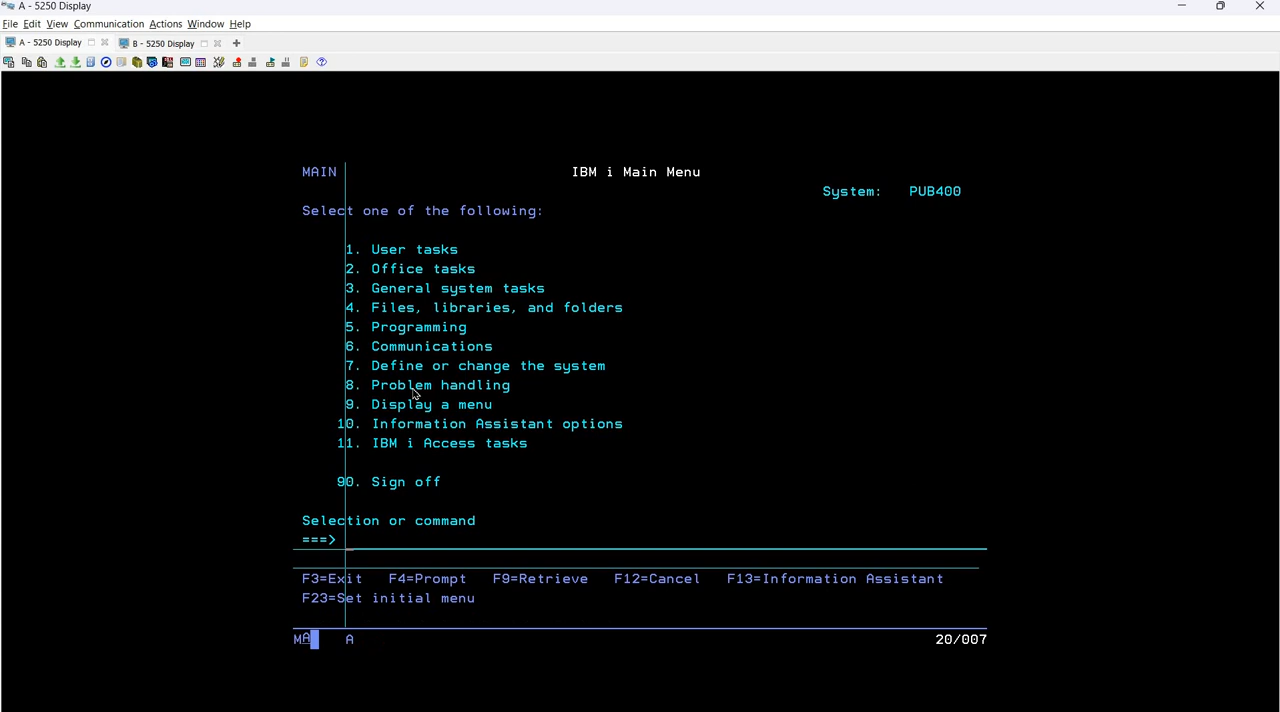 A - 5250 Display
File Edit View Communication Actions Window Help
A - 5250 Display B - 5250 Display
MAIN IBM i Main Menu
System: PUB400
Select one of the following:
1. User tasks
2. Office tasks
3. General system tasks
4. Files, libraries, and folders
5. Programming
6. Communications
7. Define or change the system
8. Problem handling
9. Display a menu
10. Information Assistant options
11. IBM i Access tasks
90. Sign off
Selection or command
===>
F3=Exit F4=Prompt F9=Retrieve F12=Cancel F13=Information Assistant
F23=Set initial menu
MA A 20/007